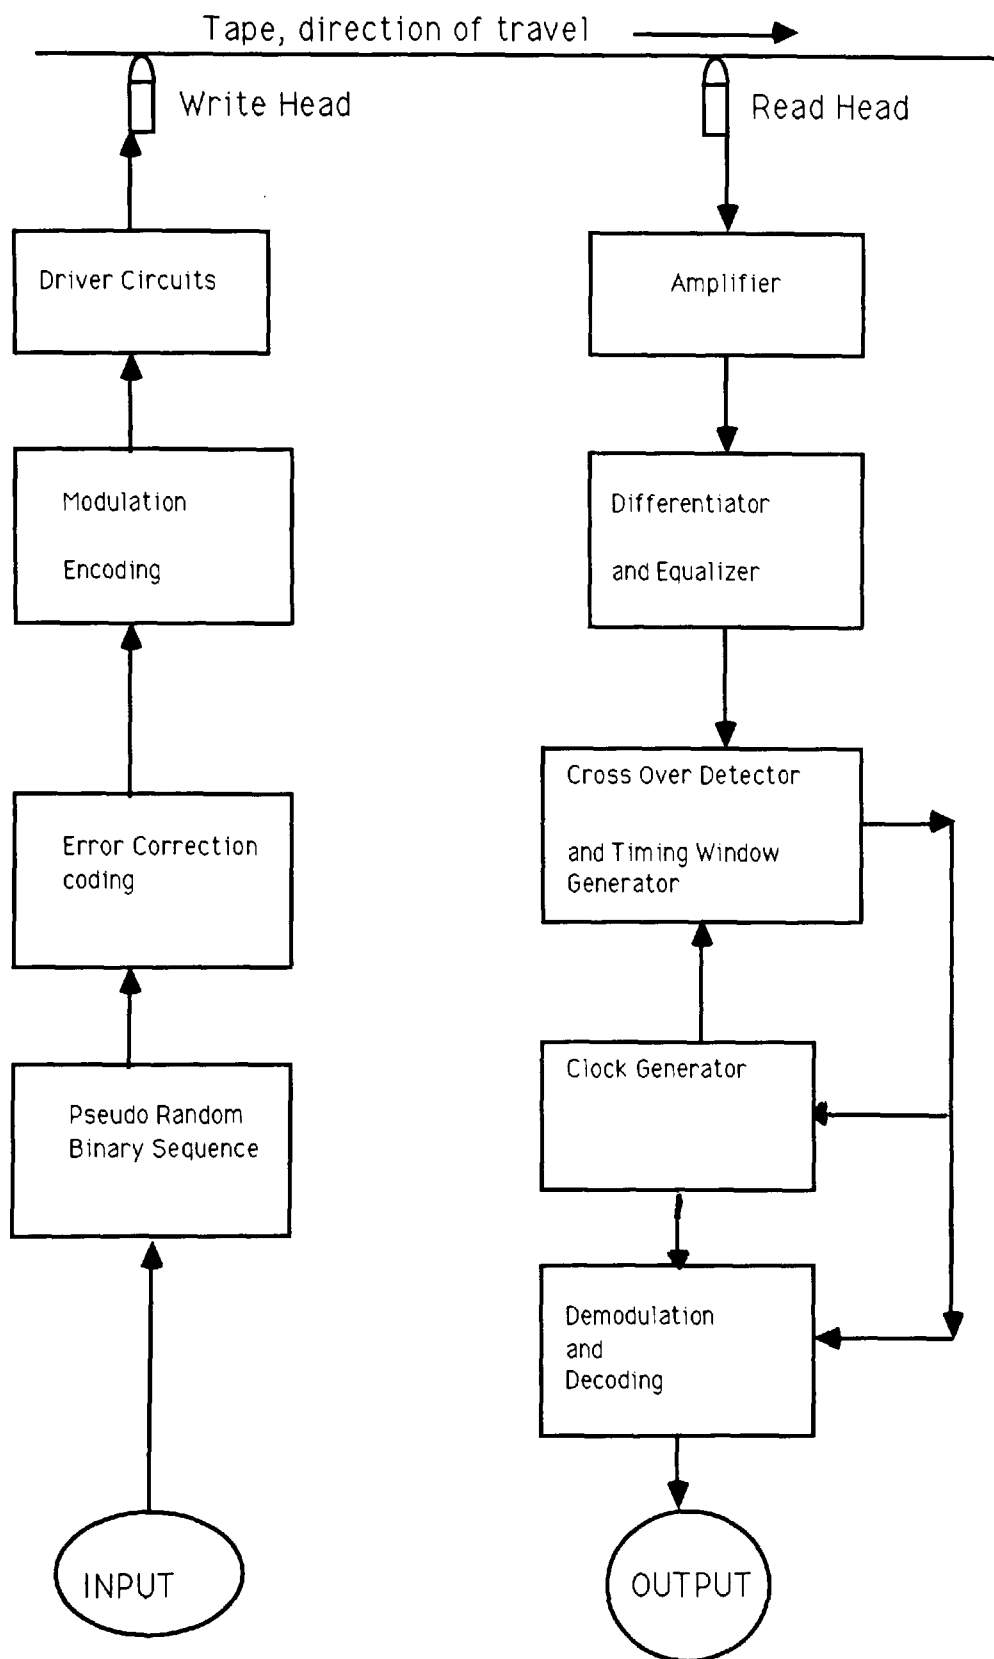 Tape, direction of travel
Write Head
Read Head
Driver Circuits
Modulation
Encoding
Error Correction
coding
Pseudo Random
Binary Sequence
INPUT
Amplifier
Differentiator
and Equalizer
Cross Over Detector
and Timing Window
Generator
Clock Generator
Demodulation
and
Decoding
OUTPUT